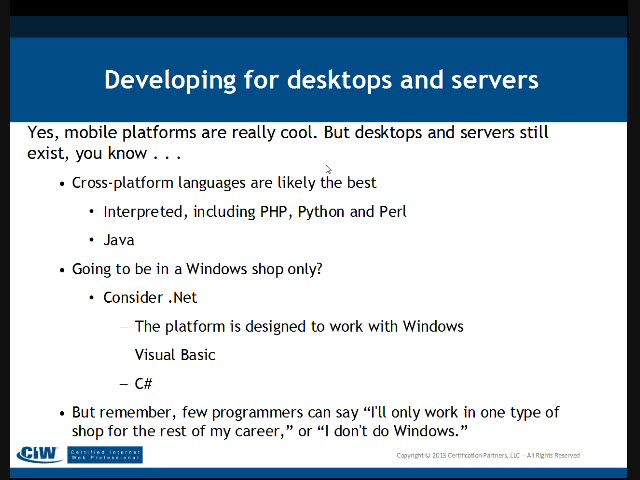 Developing for desktops and servers
Yes, mobile platforms are really cool. But desktops and servers still
exist, you know . . .
• Cross-platform languages are likely the best
• Interpreted, including PHP, Python and Perl
• Java
• Going to be in a Windows shop only?
• Consider .Net
– The platform is designed to work with Windows
Visual Basic
– C#
• But remember, few programmers can say “I'll only work in one type of
shop for the rest of my career,” or “I don't do Windows.”
CIW
Certified Internet
Web Professional
Copyright © 2013 Certification Partners, LLC – All Rights Reserved